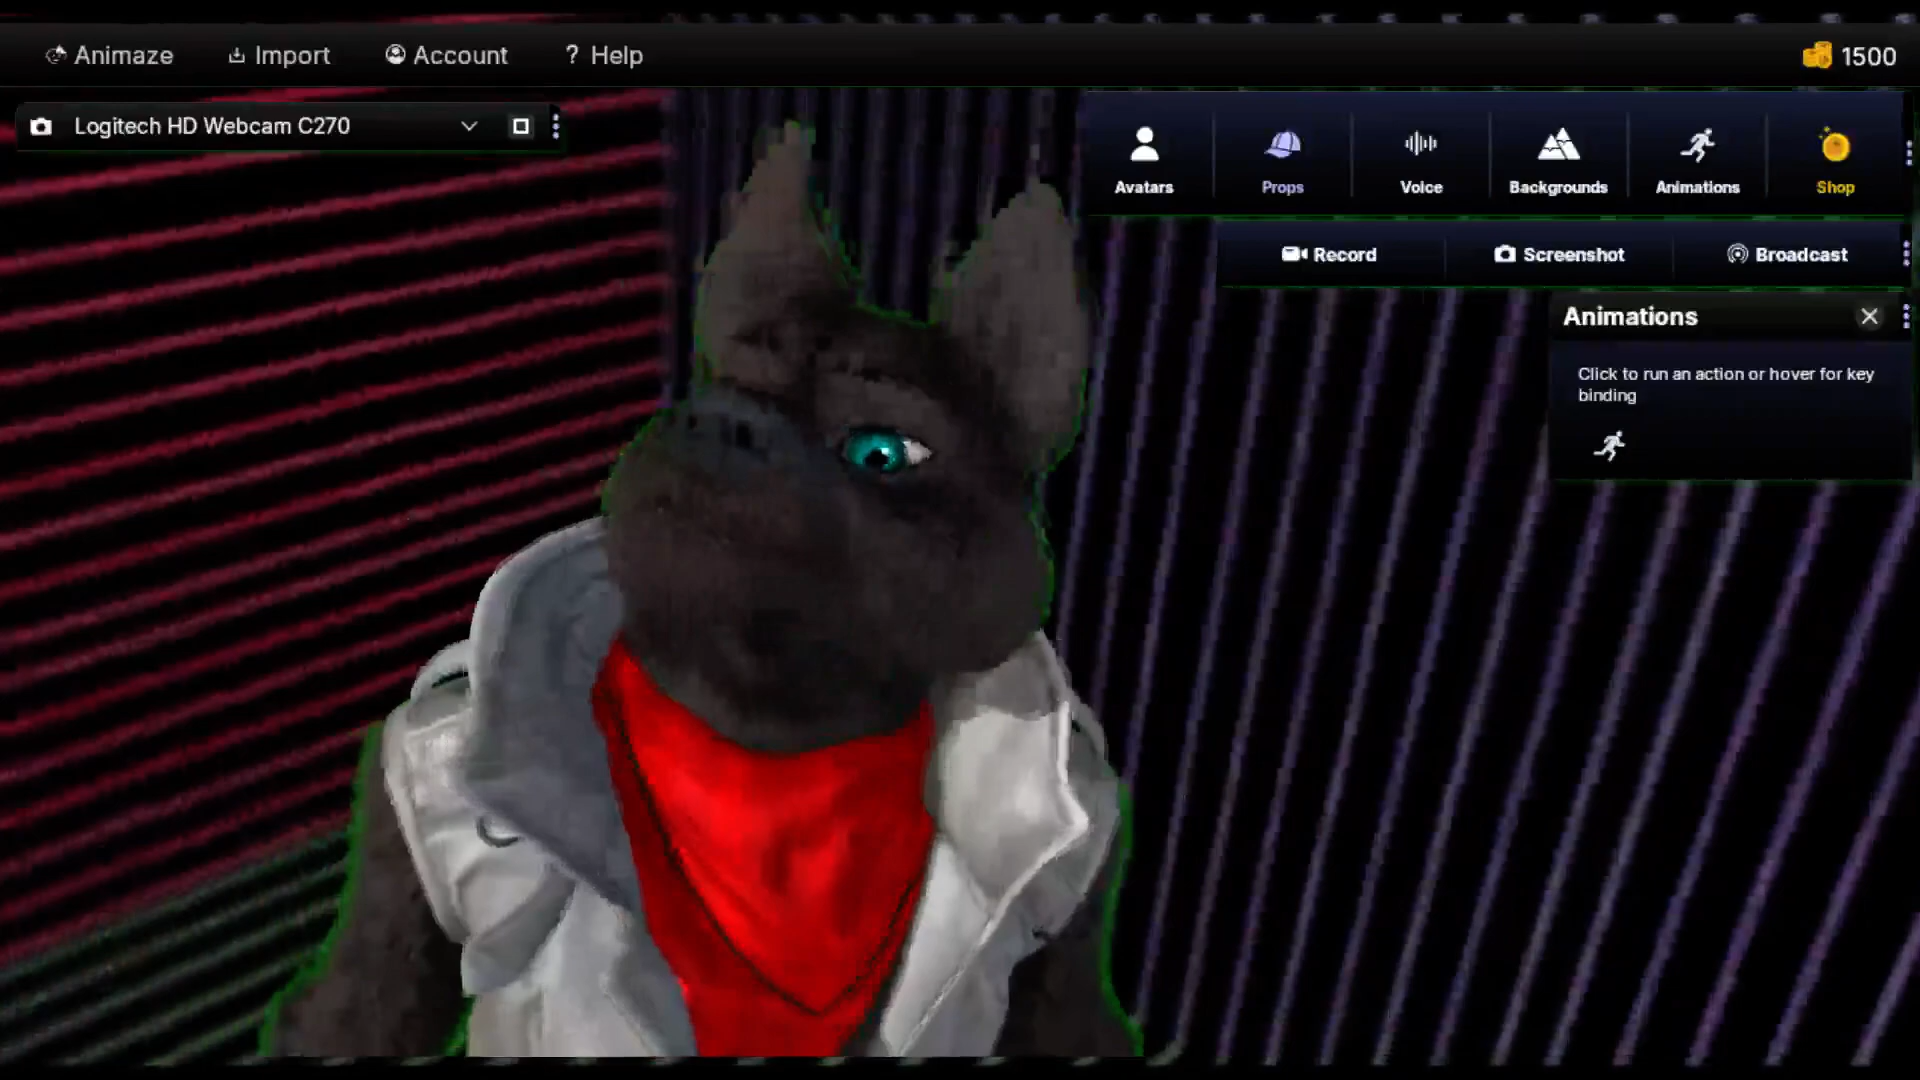 Animaze
Import
Account
? Help
1500
Logitech HD Webcam C270
Avatars
Props
Voice
Backgrounds
Animations
Shop
Record
Screenshot
Broadcast
Animations
Click to run an action or hover for key
binding